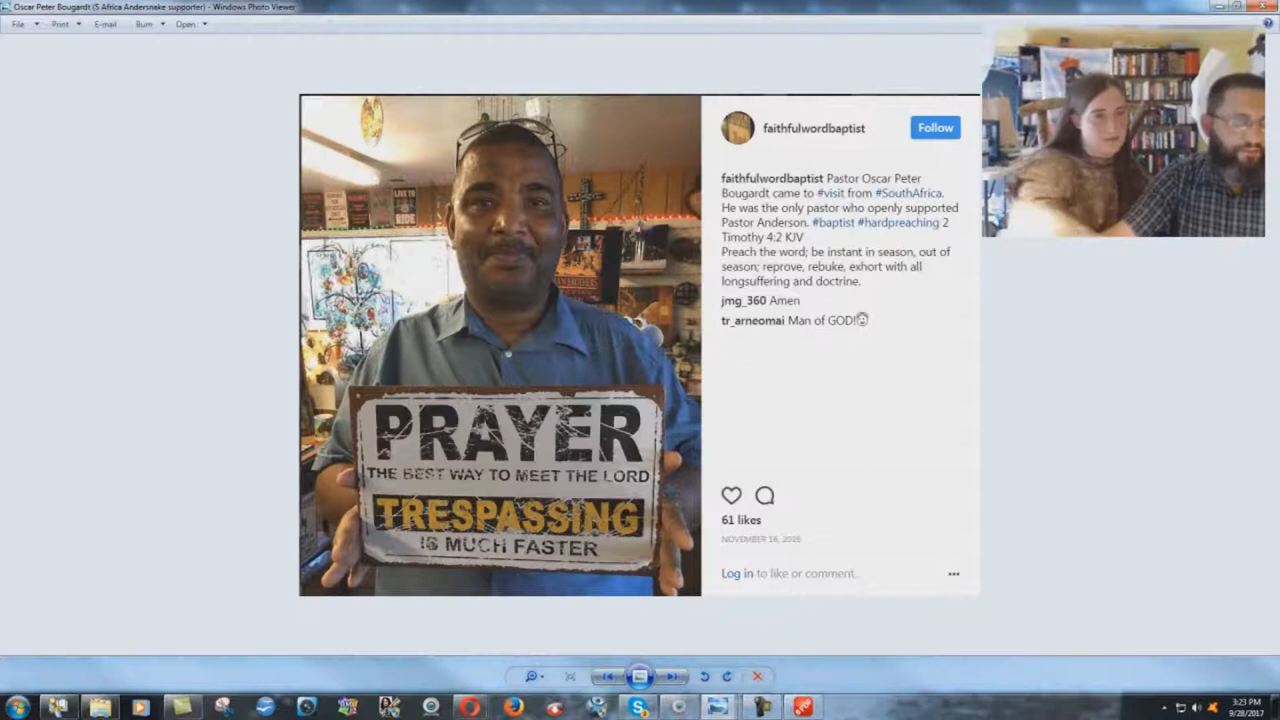 Oscar Peter Bougardt (S Africa Andersnake supporter) - Windows Photo Viewer
File Print E-mail Burn Open
LIVE TO
RIDE
PRAYER
THE BEST WAY TO MEET THE LORD
TRESPASSING
IS MUCH FASTER
faithfulwordbaptist Follow
faithfulwordbaptist Pastor Oscar Peter
Bougardt came to #visit from #SouthAfrica.
He was the only pastor who openly supported
Pastor Anderson. #baptist #hardpreaching 2
Timothy 4:2 KJV
Preach the word; be instant in season, out of
season; reprove, rebuke, exhort with all
longsuffering and doctrine.
jmg_360 Amen
tr_arneomai Man of GOD!
61 likes
NOVEMBER 16, 2016
Log in to like or comment.
3:23 PM
9/28/2017